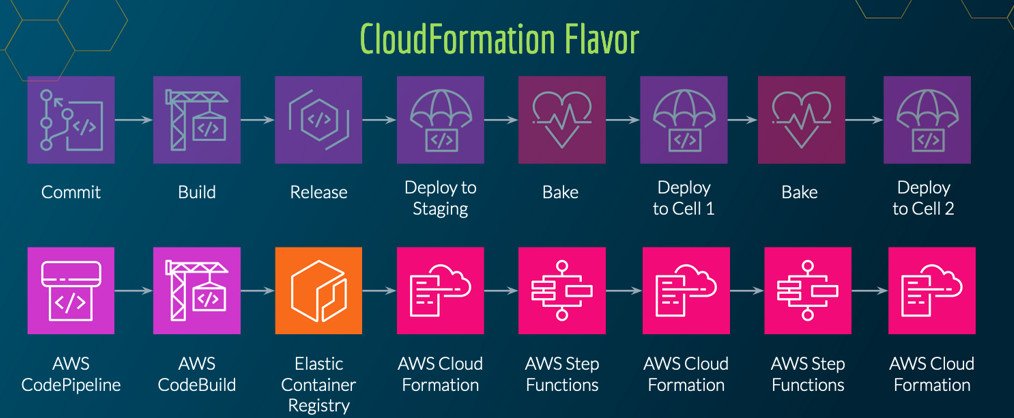 CloudFormation Flavor
Commit
Build
Release
Deploy to
Staging
Bake
Deploy
to Cell 1
Bake
Deploy
to Cell 2
AWS
CodePipeline
AWS
CodeBuild
Elastic
Container
Registry
AWS Cloud
Formation
AWS Step
Functions
AWS Cloud
Formation
AWS Step
Functions
AWS Cloud
Formation